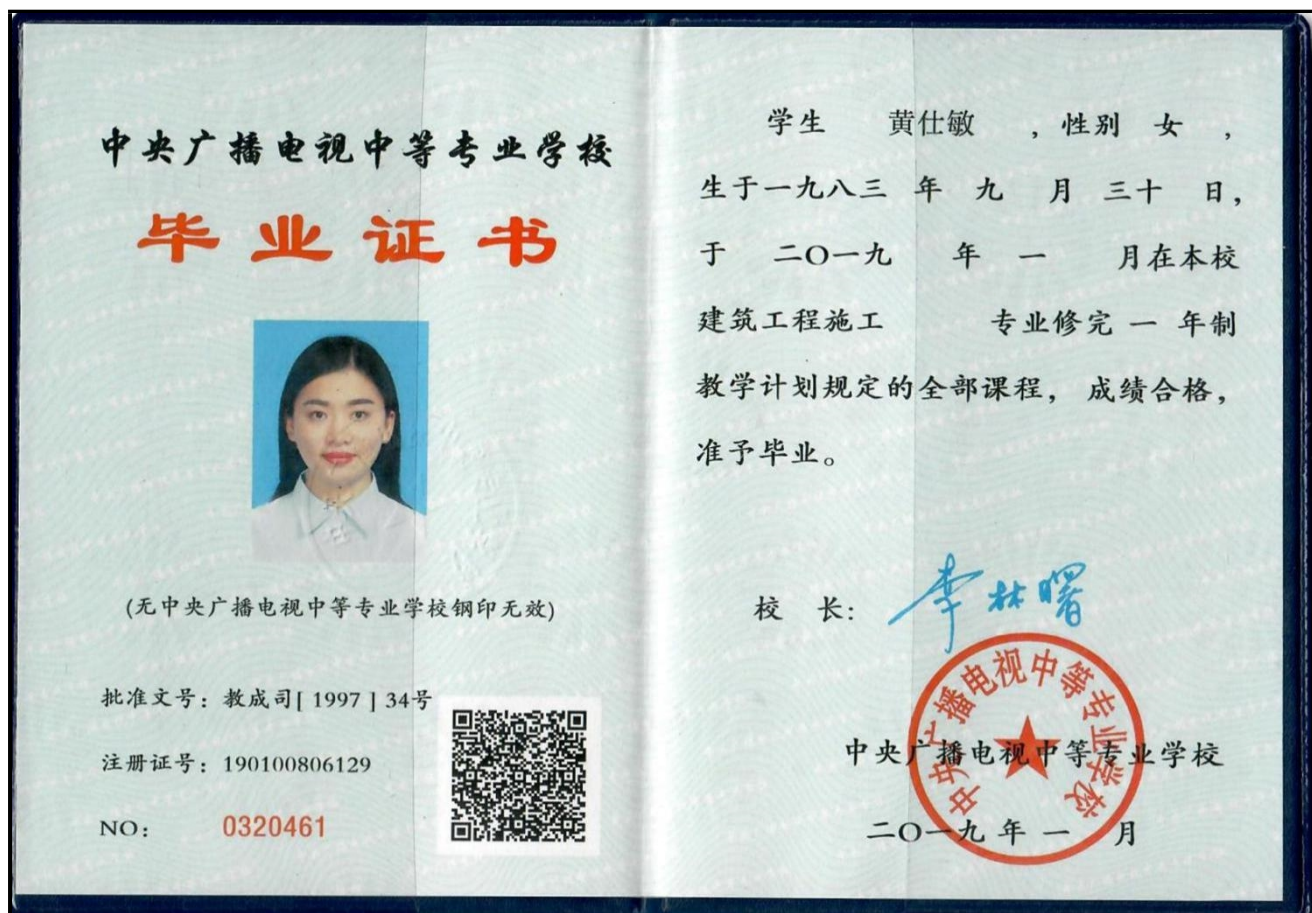 中央广播电视中等专业学校
毕业证书
(无中央广播电视中等专业学校钢印无效)
批准文号：教成司[ 1997 ] 34号
注册证号：190100806129
NO： 0320461
学生 黄仕敏 ，性别 女 ，
生于一九八三 年 九 月 三十 日，
于 二〇一九 年 一 月在本校
建筑工程施工 专业修完 一 年制
教学计划规定的全部课程， 成绩合格，
准予毕业。
校 长： 李林曙
中央广播电视中等专业学校
中央广播电视中等专业学校
二〇一九 年 一 月